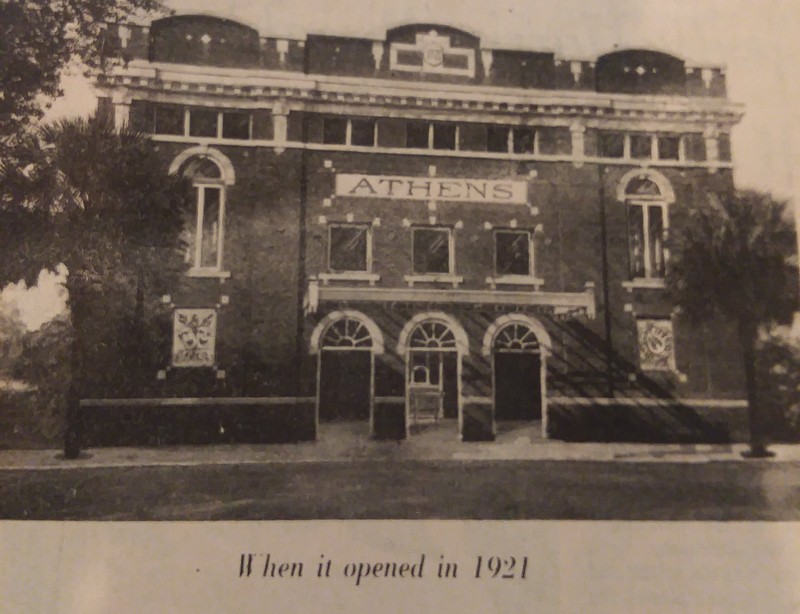 ATHENS
When it opened in 1921